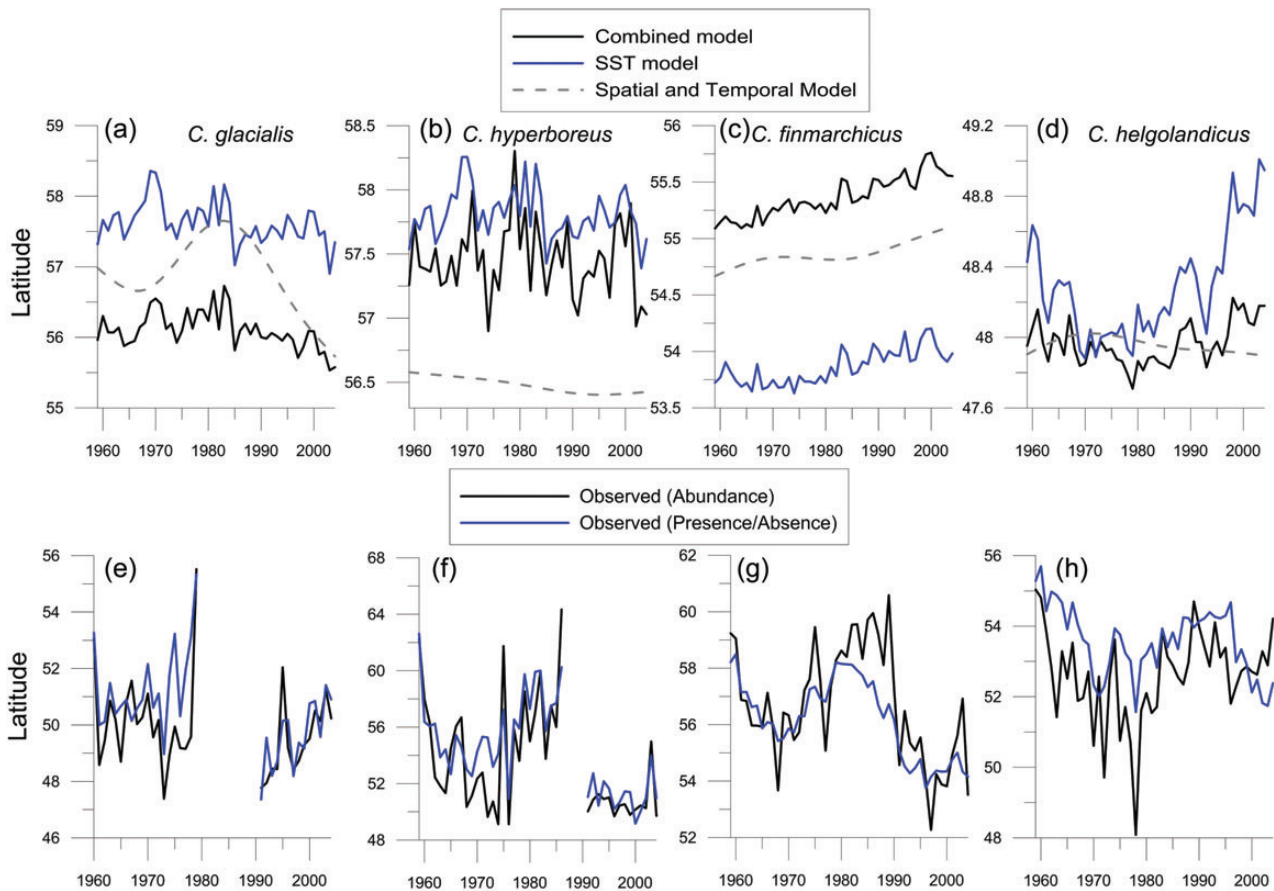 Combined model
SST model
Spatial and Temporal Model
(a) C. glacialis
(b) C. hyperboreus
(c) C. finmarchicus
(d) C. helgolandicus
Latitude
59
58
57
56
55
58.5
58
57.5
57
56.5
56
55.5
55
54.5
54
53.5
49.2
48.8
48.4
48
47.6
1960 1970 1980 1990 2000
1960 1970 1980 1990 2000
1960 1970 1980 1990 2000
1960 1970 1980 1990 2000
Observed (Abundance)
Observed (Presence/Absence)
(e)
(f)
(g)
(h)
Latitude
56
54
52
50
48
46
68
64
60
56
52
48
62
60
58
56
54
52
56
54
52
50
48
1960 1970 1980 1990 2000
1960 1970 1980 1990 2000
1960 1970 1980 1990 2000
1960 1970 1980 1990 2000